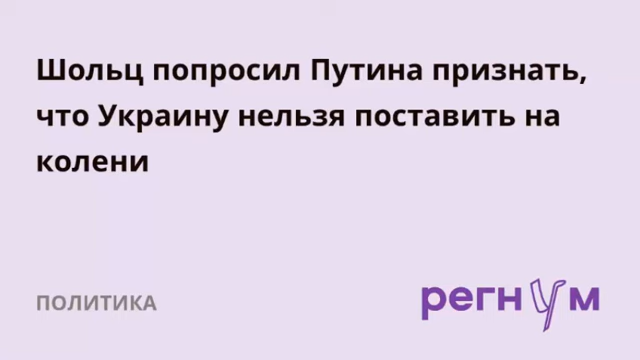 Шольц попросил Путина признать,
что Украину нельзя поставить на
колени
ПОЛИТИКА
регнум